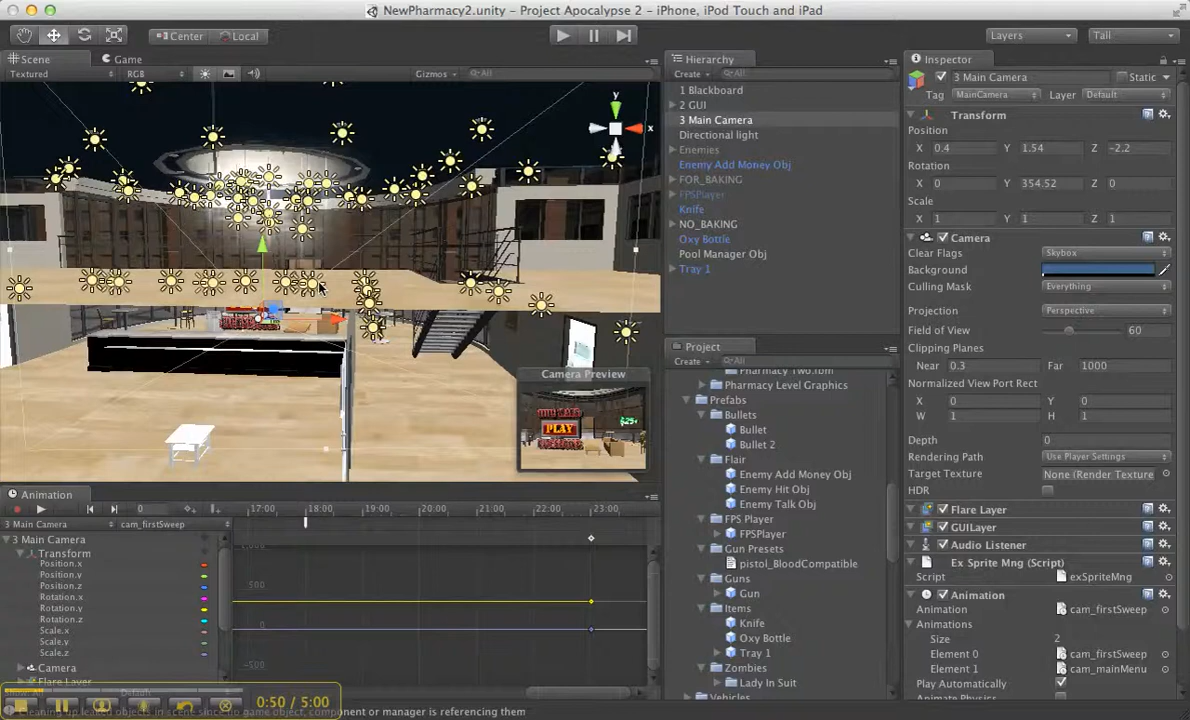 NewPharmacy2.unity - Project Apocalypse 2 - iPhone, iPod Touch and iPad
Center Local Layers Tall
Scene Game
Textured RGB Gizmos All
Hierarchy
Create All
1 Blackboard
2 GUI
3 Main Camera
Directional light
Enemies
Enemy Add Money Obj
FOR_BAKING
FPSPlayer
Knife
NO_BAKING
Oxy Bottle
Pool Manager Obj
Tray 1
Inspector
3 Main Camera Static
Tag MainCamera Layer Default
Transform
Position
X 0.4 Y 1.54 Z -2.2
Rotation
X 0 Y 354.52 Z 0
Scale
X 1 Y 1 Z 1
Camera
Clear Flags Skybox
Background
Culling Mask Everything
Projection Perspective
Field of View 60
Clipping Planes
Near 0.3 Far 1000
Normalized View Port Rect
X 0 Y 0
W 1 H 1
Depth 0
Rendering Path Use Player Settings
Target Texture None (Render Texture
HDR
Flare Layer
GUILayer
Audio Listener
Ex Sprite Mng (Script)
Script exSpriteMng
Animation
Animation cam_firstSweep
Animations
Size 2
Element 0 cam_firstSweep
Element 1 cam_mainMenu
Play Automatically
Animate Physics
Project
Create All
Pharmacy Two.fbm
Pharmacy Level Graphics
Prefabs
Bullets
Bullet
Bullet 2
Flair
Enemy Add Money Obj
Enemy Hit Obj
Enemy Talk Obj
FPS Player
FPSPlayer
Gun Presets
pistol_BloodCompatible
Guns
Gun
Items
Knife
Oxy Bottle
Tray 1
Zombies
Lady In Suit
Vehicles
y
x
Camera Preview
PLAY
Animation
0 17:00 18:00 19:00 20:00 21:00 22:00 23:00
3 Main Camera cam_firstSweep
3 Main Camera
Transform
Position.x
Position.y
Position.z
Rotation.x
Rotation.y
Rotation.z
Scale.x
Scale.y
Scale.z
Camera
Flare Layer
Show: All Default
500
0
-500
0:50 / 5:00
Cleaning up leaked objects in scene since no game object, component or manager is referencing them